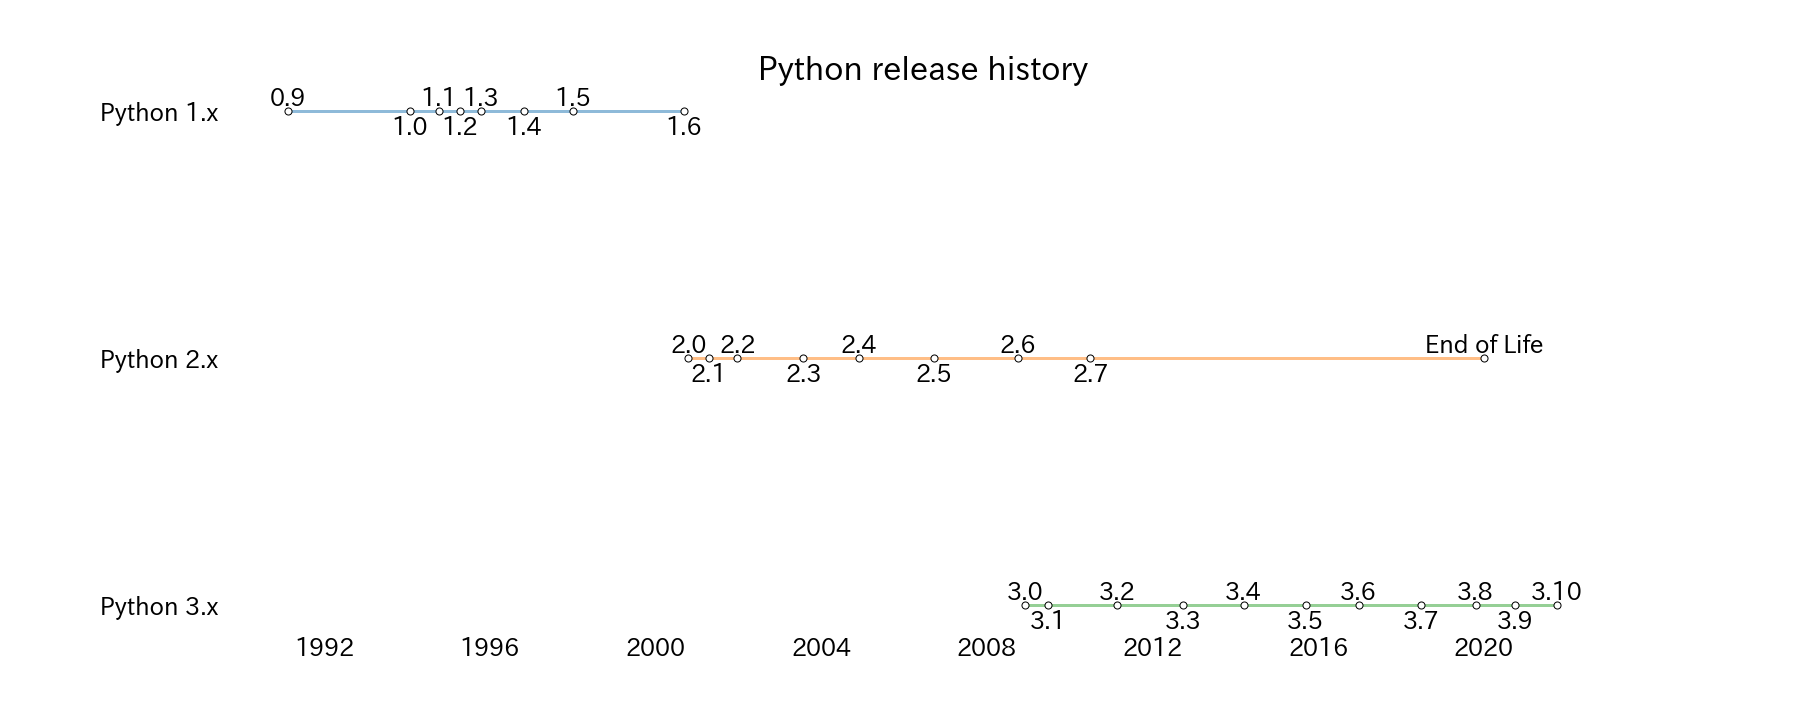 Python release history
Python 1.x
0.9 1.1 1.3 1.5
1.0 1.2 1.4 1.6
Python 2.x
2.0 2.2 2.4 2.6 End of Life
2.1 2.3 2.5 2.7
Python 3.x
3.0 3.2 3.4 3.6 3.8 3.10
3.1 3.3 3.5 3.7 3.9
1992 1996 2000 2004 2008 2012 2016 2020